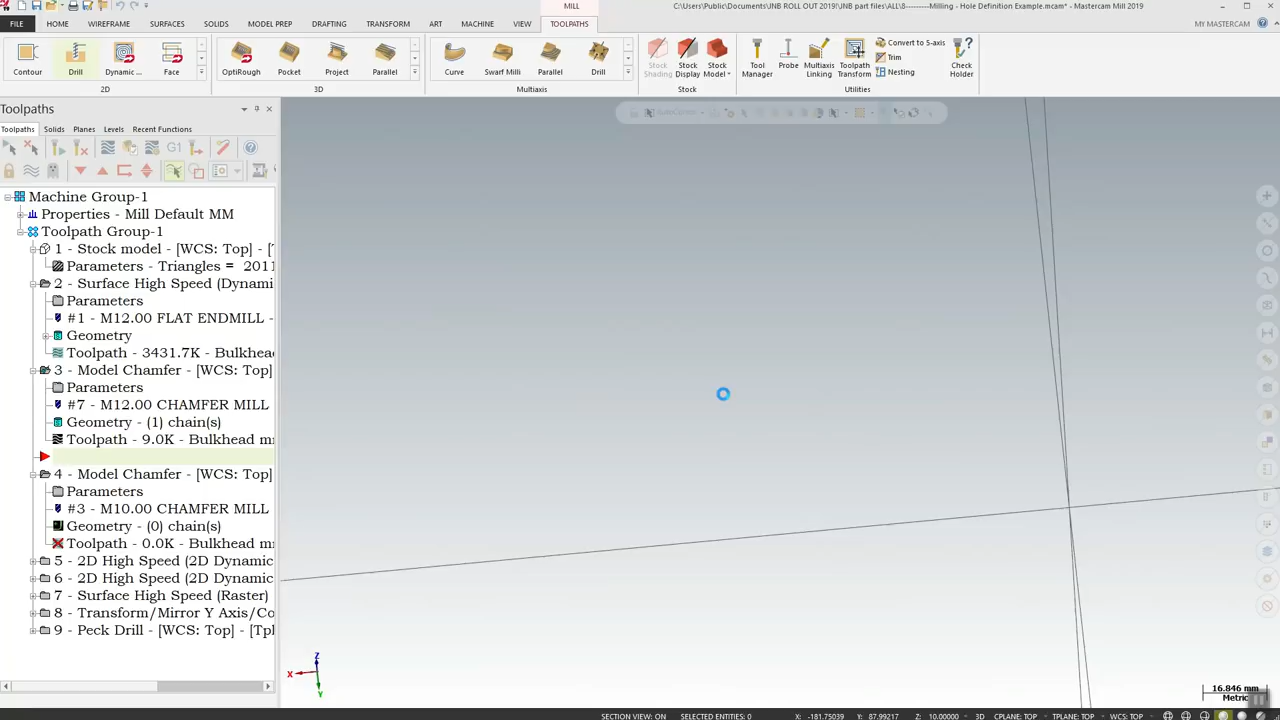 MILL
C:\Users\Public\Documents\INB ROLL OUT 2019\INB part files\ALL\8---------Milling - Hole Definition Example.mcam* - Mastercam Mill 2019
FILE HOME WIREFRAME SURFACES SOLIDS MODEL PREP DRAFTING TRANSFORM ART MACHINE VIEW TOOLPATHS MY MASTERCAM
Contour Drill Dynamic ... Face OptiRough Pocket Project Parallel Curve Swarf Mill Parallel Drill
Stock Shading Stock Display Stock Model Tool Manager Probe Multiaxis Linking Toolpath Transform Convert to 5-axis Trim Nesting Check Holder
2D 3D Multiaxis Stock Utilities
Toolpaths
Toolpaths Solids Planes Levels Recent Functions
G1
Machine Group-1
Properties - Mill Default MM
Toolpath Group-1
1 - Stock model - [WCS: Top] - [T
Parameters - Triangles = 2011
2 - Surface High Speed (Dynami
Parameters
#1 - M12.00 FLAT ENDMILL -
Geometry
Toolpath - 3431.7K - Bulkhead
3 - Model Chamfer - [WCS: Top]
Parameters
#7 - M12.00 CHAMFER MILL
Geometry - (1) chain(s)
Toolpath - 9.0K - Bulkhead m
4 - Model Chamfer - [WCS: Top]
Parameters
#3 - M10.00 CHAMFER MILL
Geometry - (0) chain(s)
Toolpath - 0.0K - Bulkhead m
5 - 2D High Speed (2D Dynamic
6 - 2D High Speed (2D Dynamic
7 - Surface High Speed (Raster)
8 - Transform/Mirror Y Axis/Co
9 - Peck Drill - [WCS: Top] - [Tpl
Z
X
Y
16.846 mm
Metric
SECTION VIEW: ON SELECTED ENTITIES: 0 X: -181.75039 Y: 87.99217 Z: 10.00000 3D CPLANE: TOP TPLANE: TOP WCS: TOP